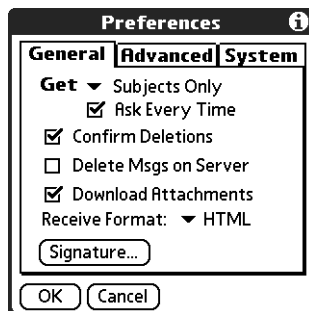 Preferences
General Advanced System
Get Subjects Only
Ask Every Time
Confirm Deletions
Delete Msgs on Server
Download Attachments
Receive Format: HTML
Signature...
OK Cancel